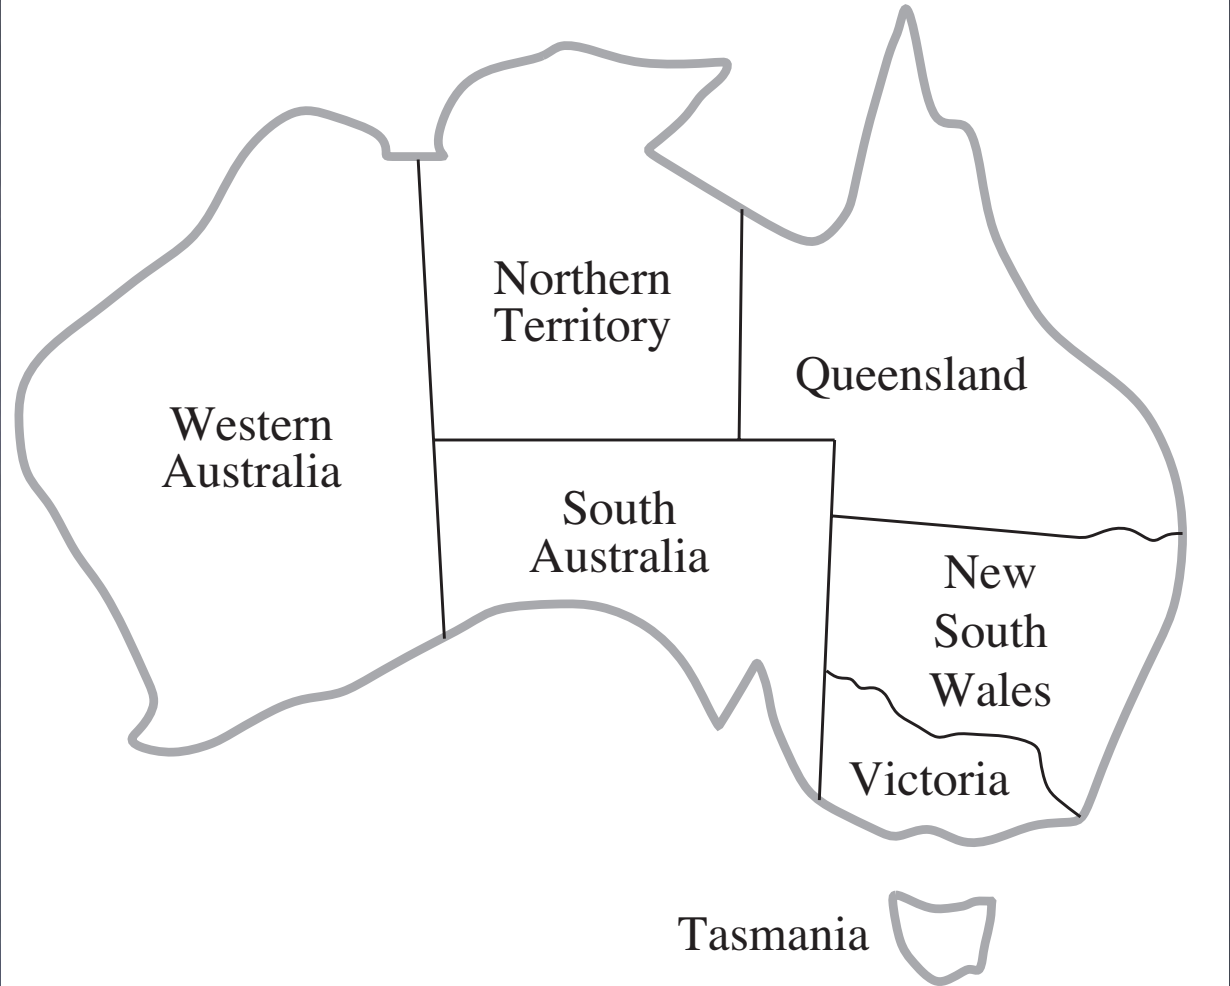 Northern
Territory
Queensland
Western
Australia
South
Australia
New
South
Wales
Victoria
Tasmania